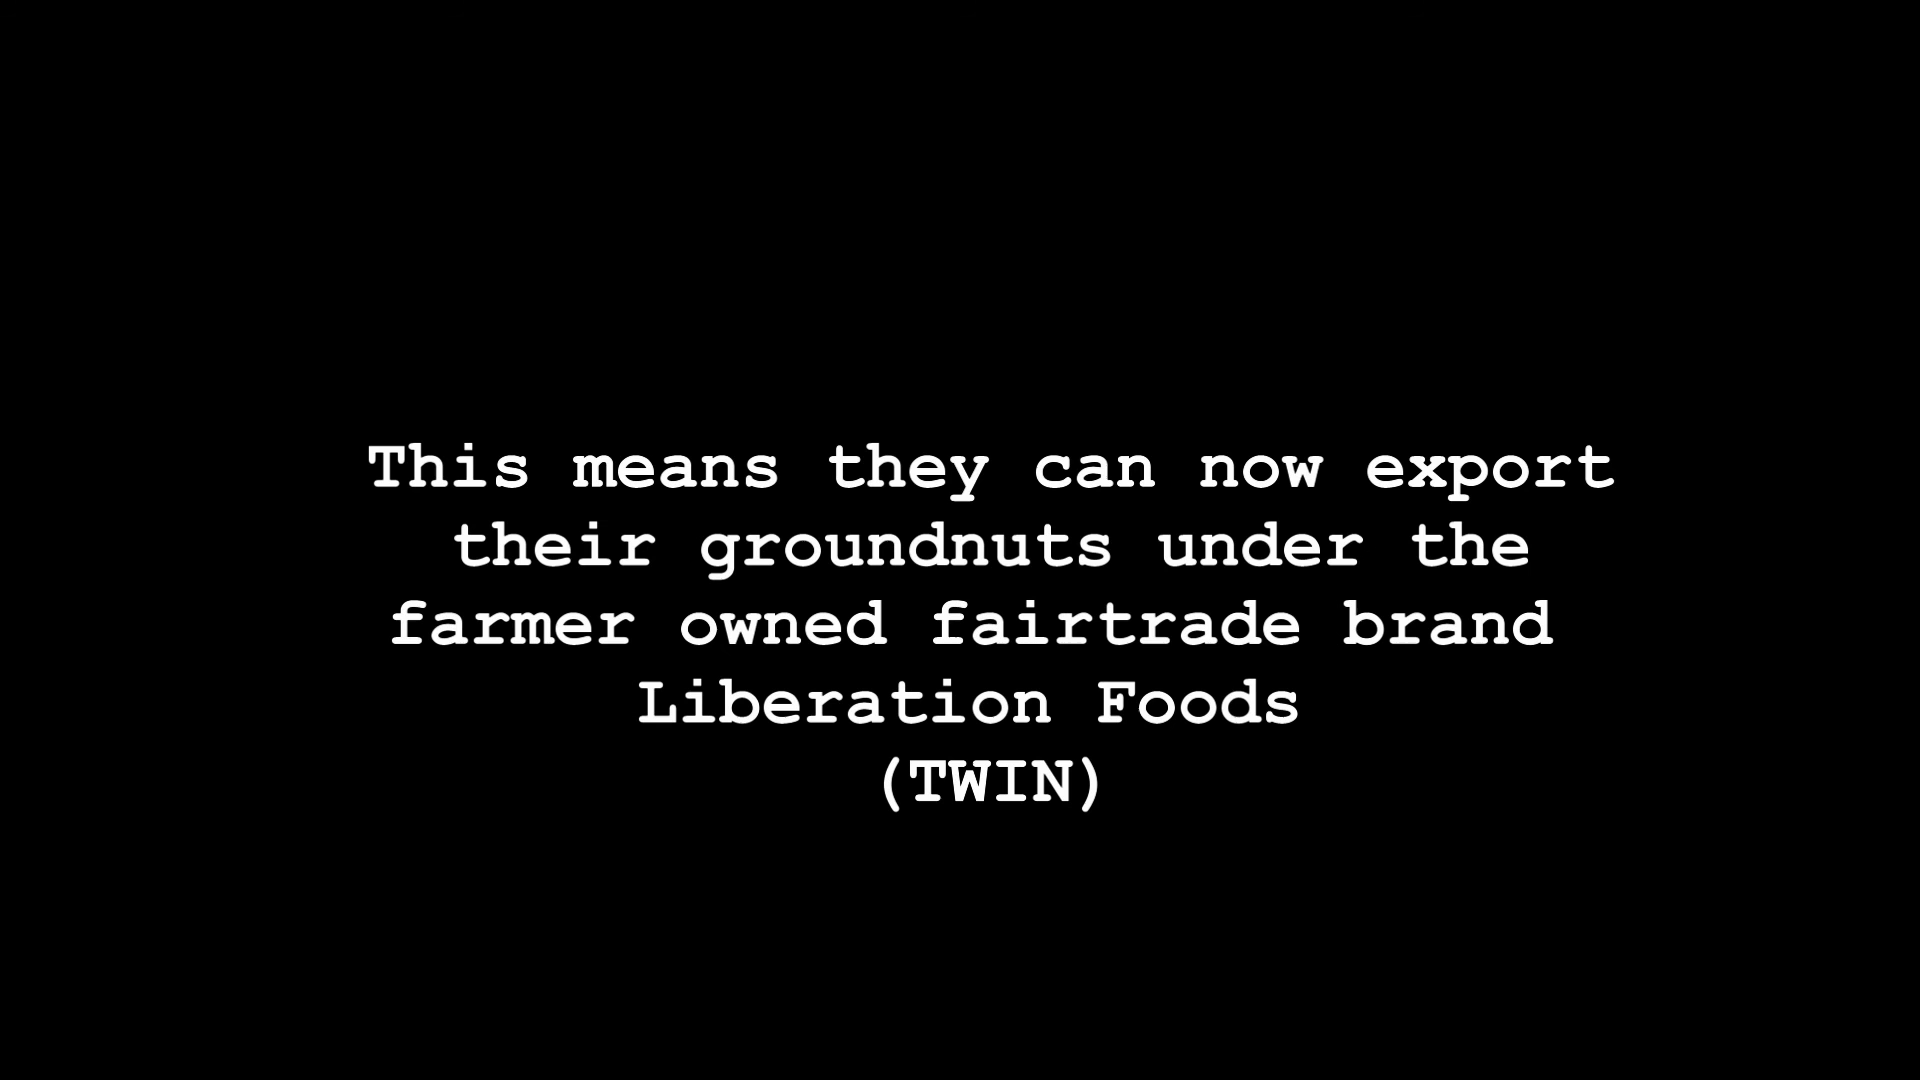 This means they can now export
their groundnuts under the
farmer owned fairtrade brand
Liberation Foods
(TWIN)